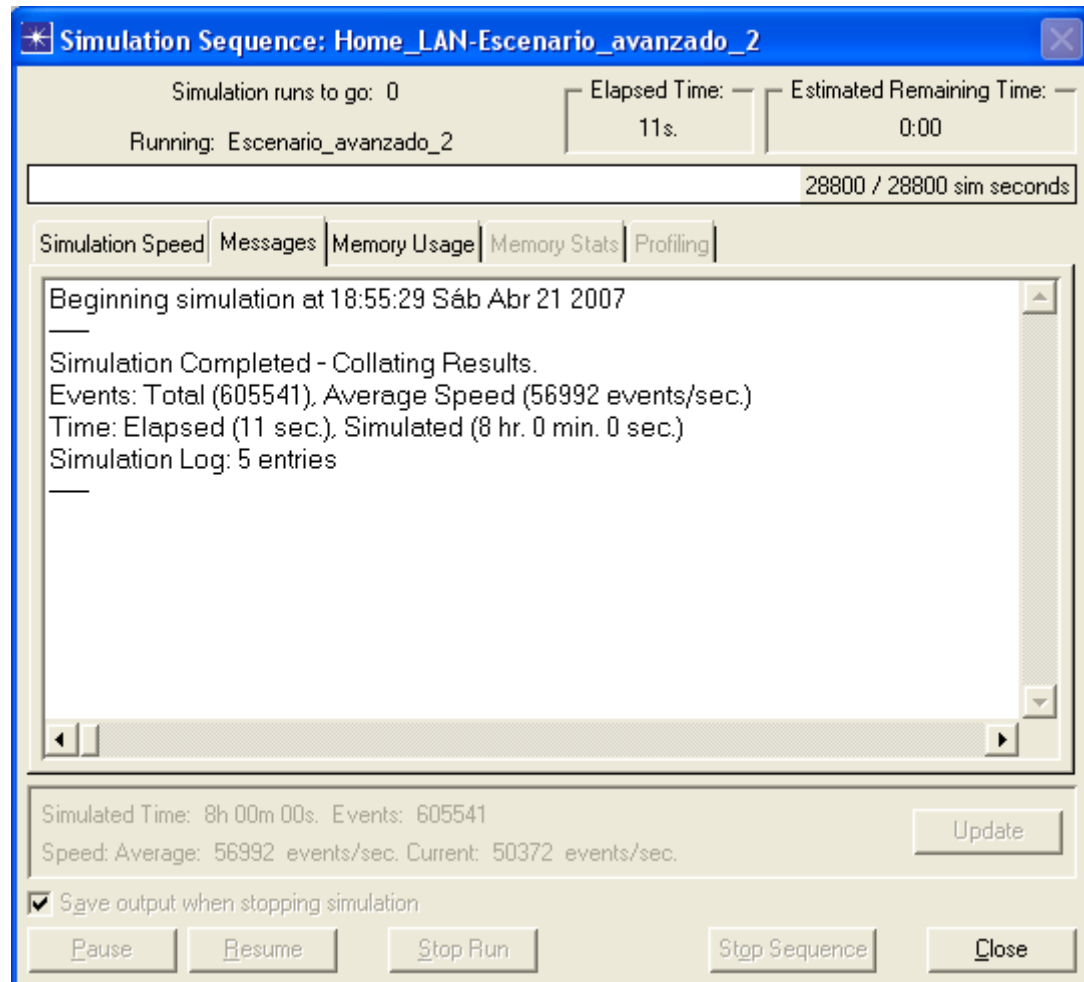 Simulation Sequence: Home_LAN-Escenario_avanzado_2
Simulation runs to go: 0
Running: Escenario_avanzado_2
Elapsed Time:
11s.
Estimated Remaining Time:
0:00
28800 / 28800 sim seconds
Simulation Speed Messages Memory Usage Memory Stats Profiling
Beginning simulation at 18:55:29 Sáb Abr 21 2007
Simulation Completed - Collating Results.
Events: Total (605541), Average Speed (56992 events/sec.)
Time: Elapsed (11 sec.), Simulated (8 hr. 0 min. 0 sec.)
Simulation Log: 5 entries
Simulated Time: 8h 00m 00s. Events: 605541
Speed: Average: 56992 events/sec. Current: 50372 events/sec.
Update
Save output when stopping simulation
Pause Resume Stop Run Stop Sequence Close